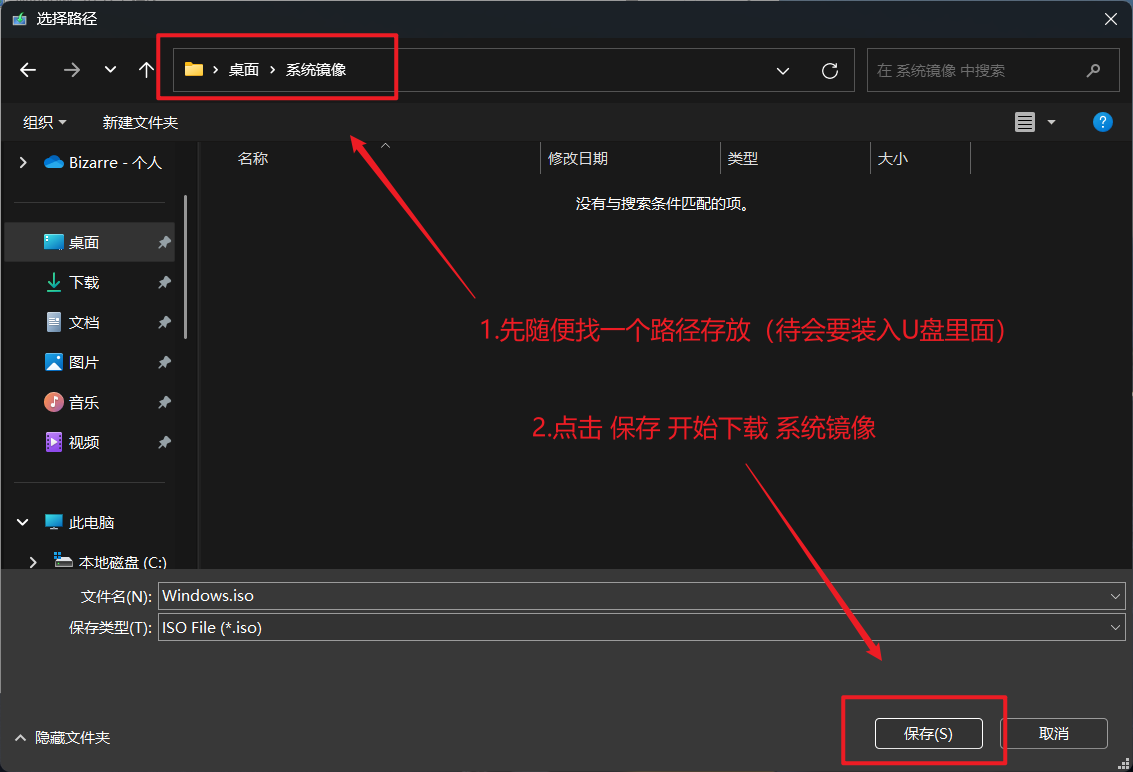 选择路径
桌面 系统镜像
在 系统镜像 中搜索
组织 新建文件夹
?
Bizarre - 个人
名称 修改日期 类型 大小
没有与搜索条件匹配的项。
桌面
下载
文档
图片
音乐
视频
此电脑
本地磁盘 (C:)
1.先随便找一个路径存放（待会要装入U盘里面）
2.点击 保存 开始下载 系统镜像
文件名(N): Windows.iso
保存类型(T): ISO File (*.iso)
隐藏文件夹
保存(S) 取消